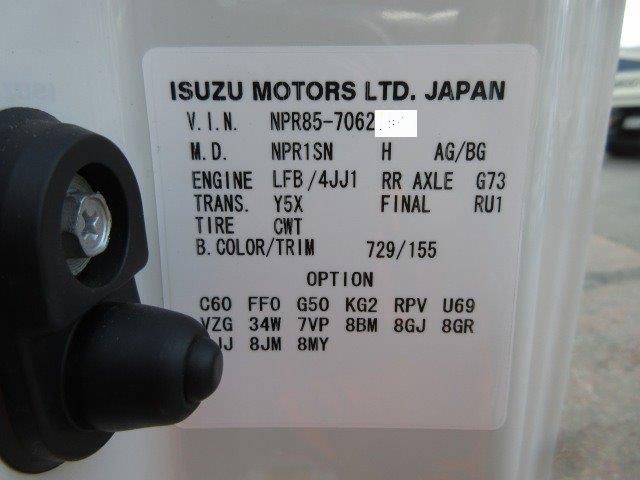 ISUZU MOTORS LTD. JAPAN
V.I.N. NPR85-7062
M.D. NPR1SN H AG/BG
ENGINE LFB/4JJ1 RR AXLE G73
TRANS. Y5X FINAL RU1
TIRE CWT
B.COLOR/TRIM 729/155
OPTION
C60 FF0 G50 KG2 RPV U69
VZG 34W 7VP 8BM 8GJ 8GR
8JM 8MY